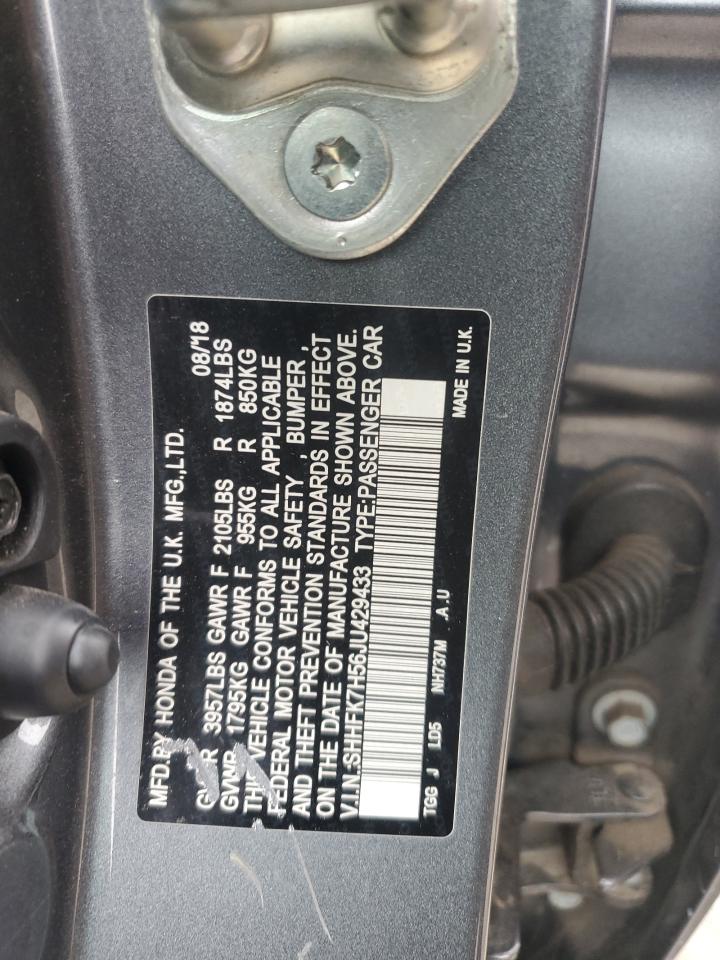 MFD.BY HONDA OF THE U.K. MFG.,LTD. 08/18
GVWR 3957LBS GAWR F 2105LBS R 1874LBS
GVWR 1795KG GAWR F 955KG R 850KG
THIS VEHICLE CONFORMS TO ALL APPLICABLE
FEDERAL MOTOR VEHICLE SAFETY , BUMPER ,
AND THEFT PREVENTION STANDARDS IN EFFECT
ON THE DATE OF MANUFACTURE SHOWN ABOVE.
V.I.N.:SHHFK7H56JU429433 TYPE:PASSENGER CAR
TGG J LD5 NH737M A.U MADE IN U.K.